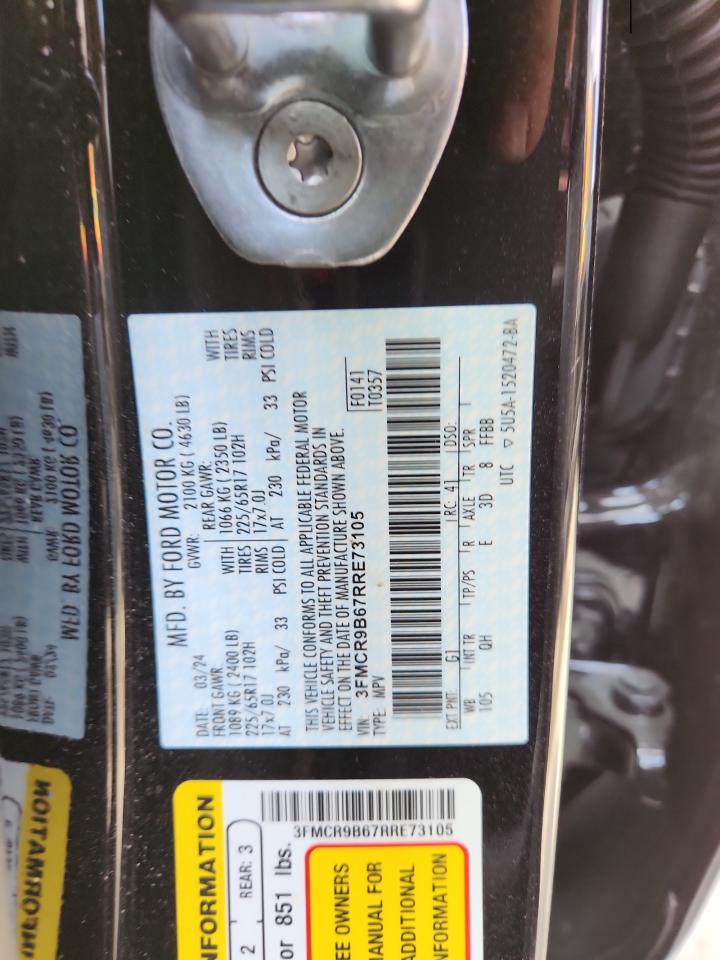 MFD. BY FORD MOTOR CO.
DATE: 03/24 GVWR: 2100 KG ( 4630 LB)
FRONT GAWR: REAR GAWR:
1089 KG ( 2400 LB) WITH 1066 KG ( 2350 LB) WITH
225/65R17 102H TIRES 225/65R17 102H TIRES
17x7.0J RIMS 17x7.0J RIMS
AT 230 kPa/ 33 PSI COLD AT 230 kPa/ 33 PSI COLD
THIS VEHICLE CONFORMS TO ALL APPLICABLE FEDERAL MOTOR
VEHICLE SAFETY AND THEFT PREVENTION STANDARDS IN
EFFECT ON THE DATE OF MANUFACTURE SHOWN ABOVE.
VIN: 3FMCR9B67RRE73105 F0141
TYPE: MPV T0357
EXT PNT: G1 RC: 41 DSO:
WB INT TR TP/PS R AXLE TR SPR
105 QH E 3D 8 FFBB
UTC ▽ 5U5A-1520472-BA
NFORMATION
2 REAR: 3
or 851 lbs.
3FMCR9B67RRE73105
EE OWNERS
ANUAL FOR
ADDITIONAL
NFORMATION